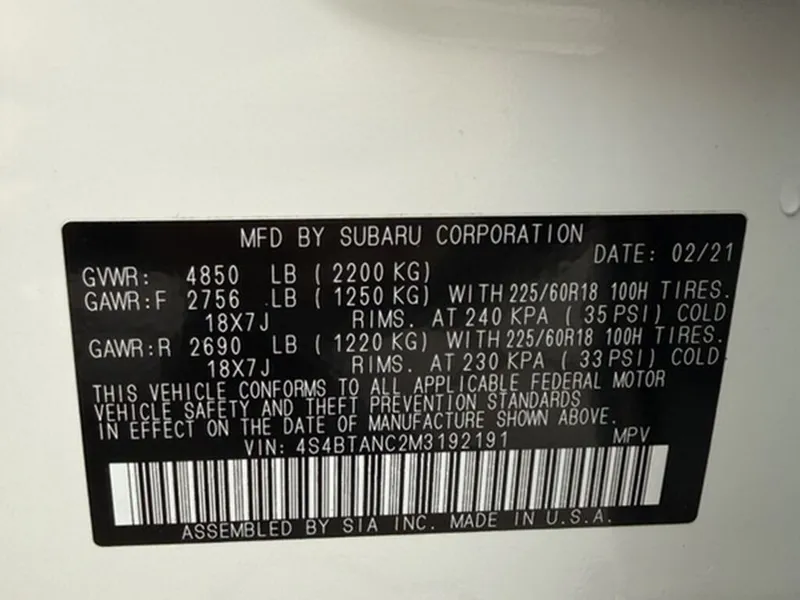 MFD BY SUBARU CORPORATION DATE: 02/21
GVWR: 4850 LB ( 2200 KG)
GAWR:F 2756 LB ( 1250 KG) WITH 225/60R18 100H TIRES.
18X7J RIMS. AT 240 KPA ( 35 PSI) COLD
GAWR:R 2690 LB ( 1220 KG) WITH 225/60R18 100H TIRES.
18X7J RIMS. AT 230 KPA ( 33 PSI) COLD.
THIS VEHICLE CONFORMS TO ALL APPLICABLE FEDERAL MOTOR
VEHICLE SAFETY AND THEFT PREVENTION STANDARDS
IN EFFECT ON THE DATE OF MANUFACTURE SHOWN ABOVE.
VIN: 4S4BTANC2M3192191 MPV
ASSEMBLED BY SIA INC. MADE IN U.S.A.